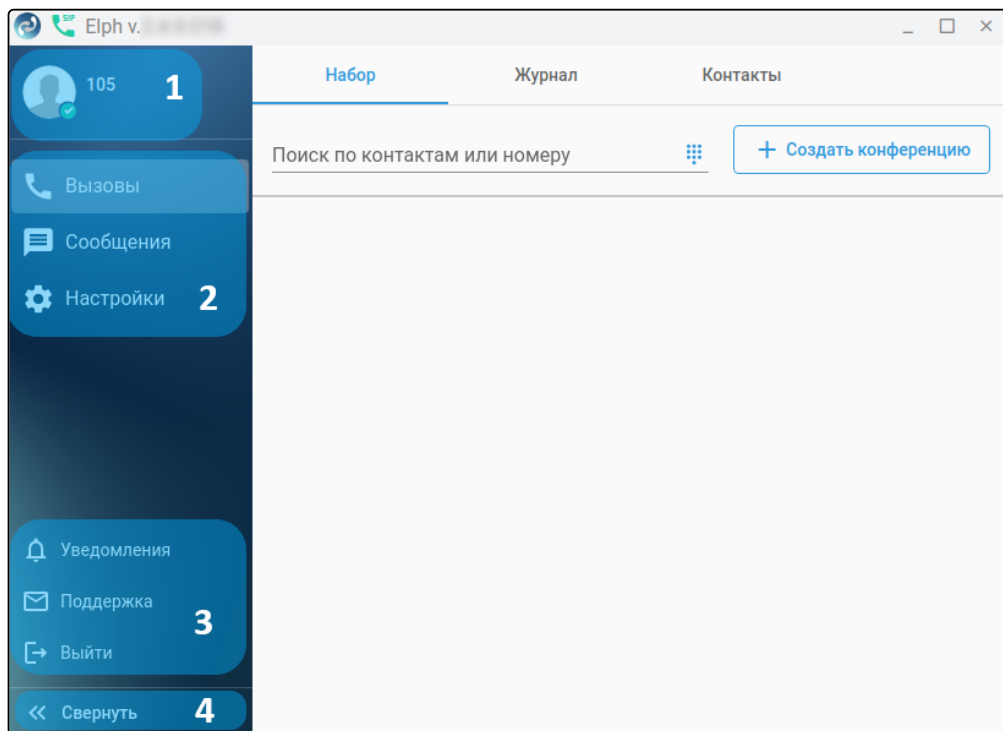 SIP
Elph v.
105
1
Вызовы
Сообщения
Настройки
2
Уведомления
Поддержка
3
Выйти
Свернуть
4
Набор Журнал Контакты
Поиск по контактам или номеру
+ Создать конференцию